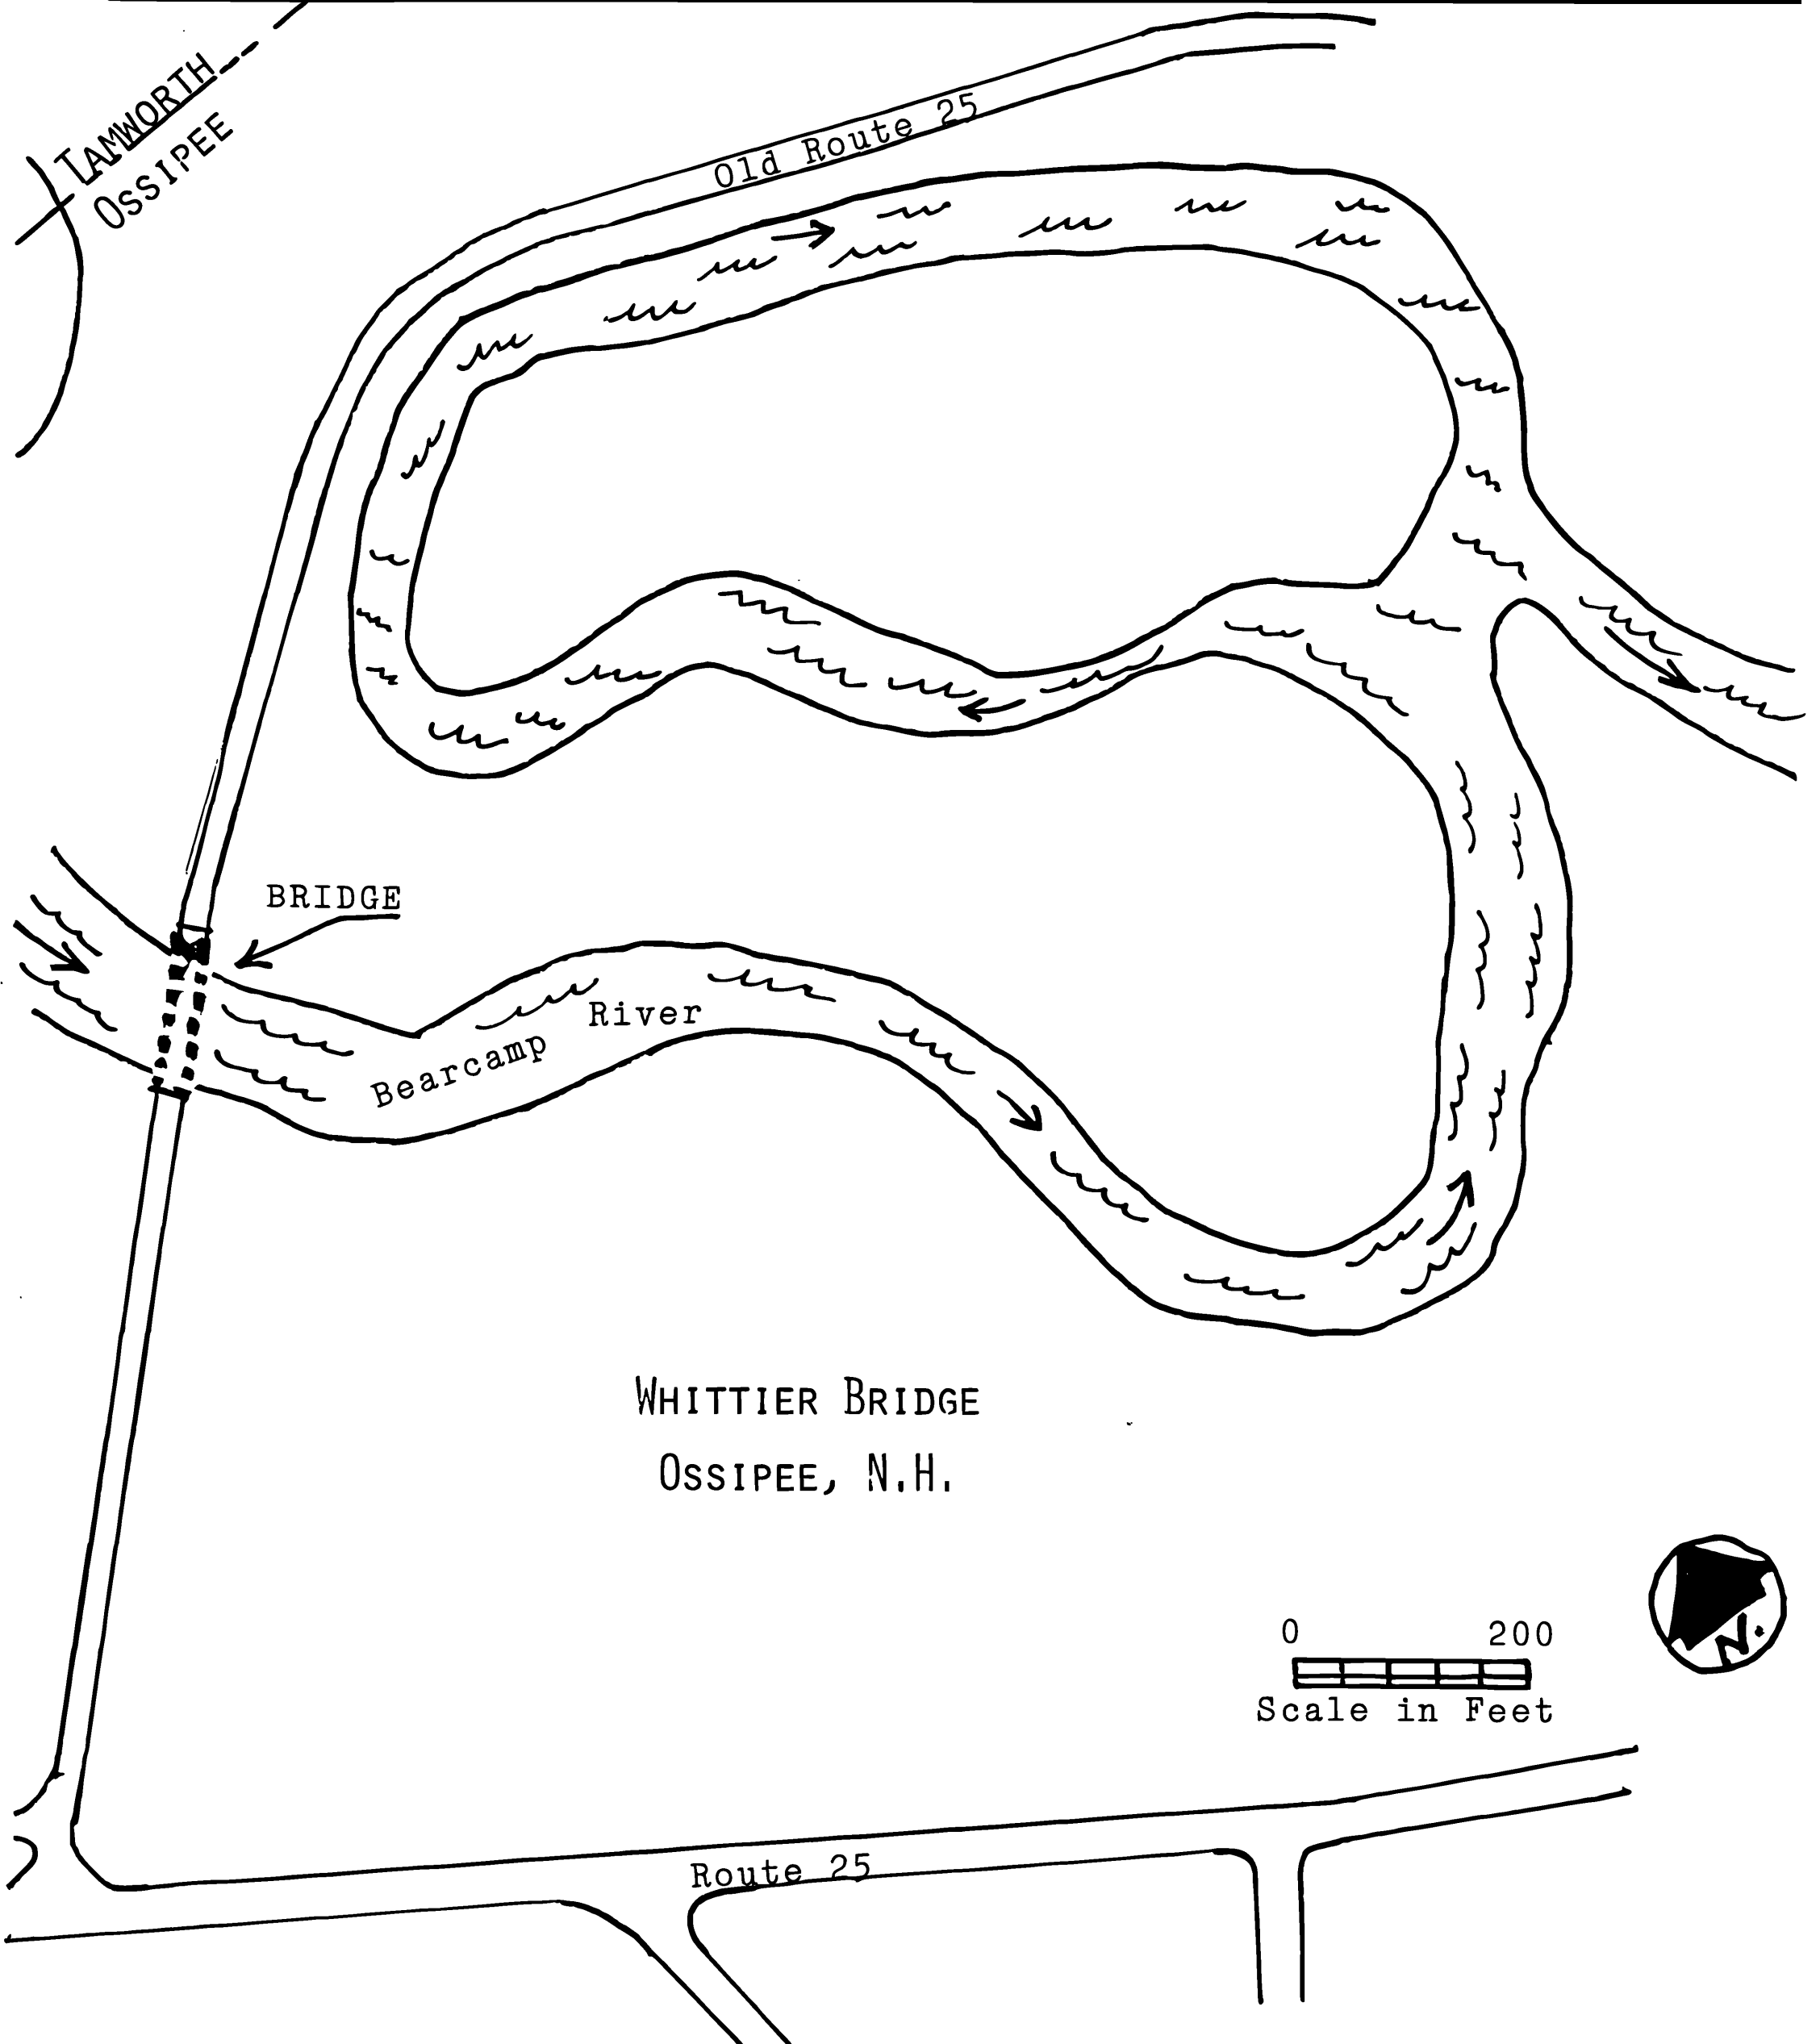 TAMWORTH
OSSIPEE
Old Route 25
BRIDGE
Bearcamp River
WHITTIER BRIDGE
OSSIPEE, N.H.
0 200
Scale in Feet
N.
Route 25